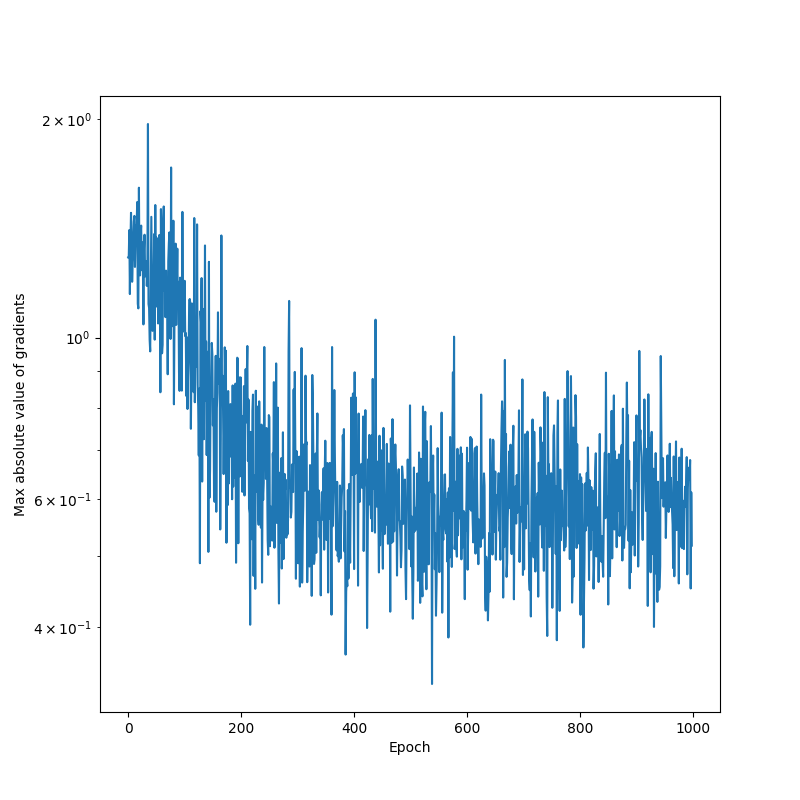 Max absolute value of gradients
2 × 10⁰
10⁰
6 × 10⁻¹
4 × 10⁻¹
0 200 400 600 800 1000
Epoch